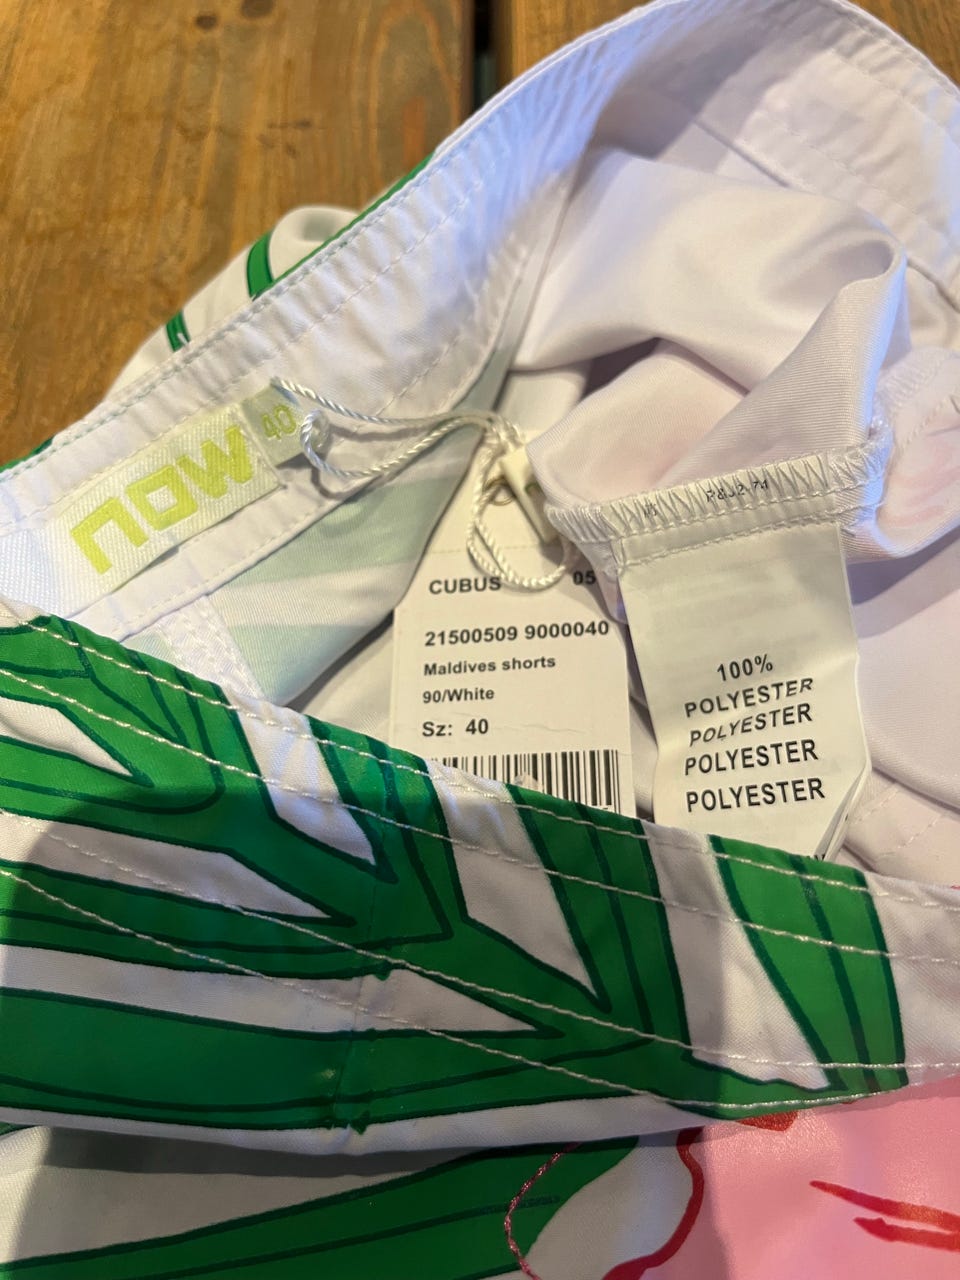 now
40
CUBUS 05
21500509 9000040
Maldives shorts
90/White
Sz: 40
100%
POLYESTER
POLYESTER
POLYESTER
POLYESTER